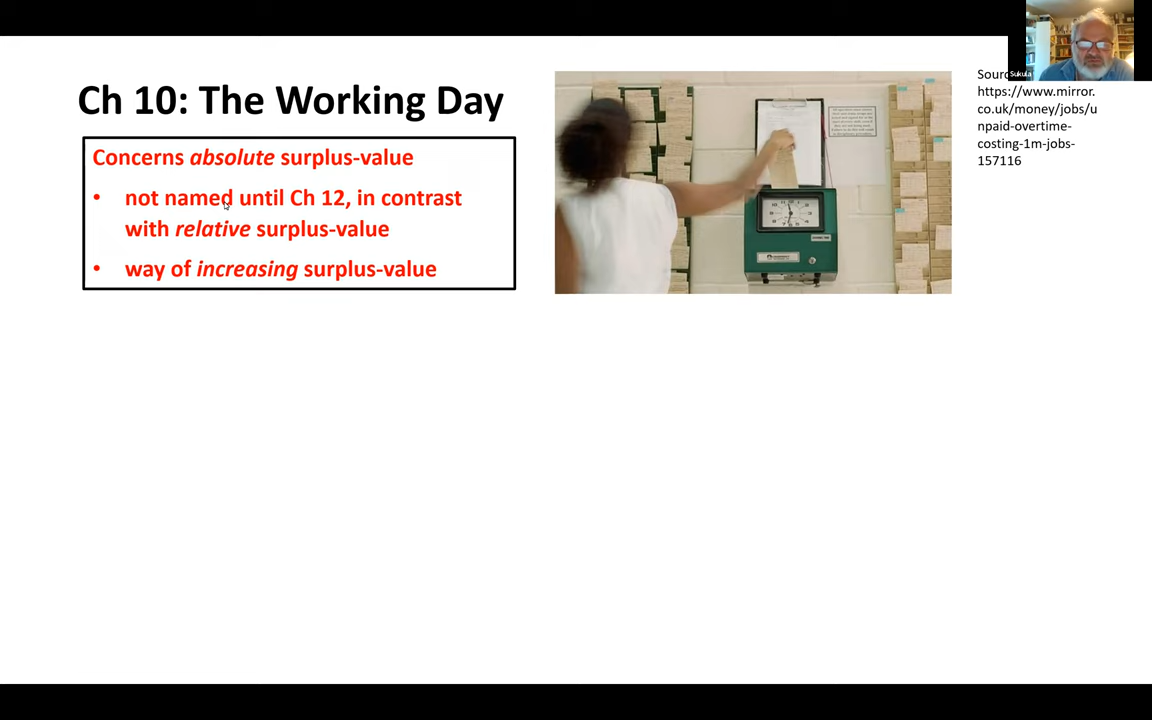 Ch 10: The Working Day
Concerns absolute surplus-value
• not named until Ch 12, in contrast
with relative surplus-value
• way of increasing surplus-value
Sourc
https://www.mirror.
co.uk/money/jobs/u
npaid-overtime-
costing-1m-jobs-
157116
Sukula